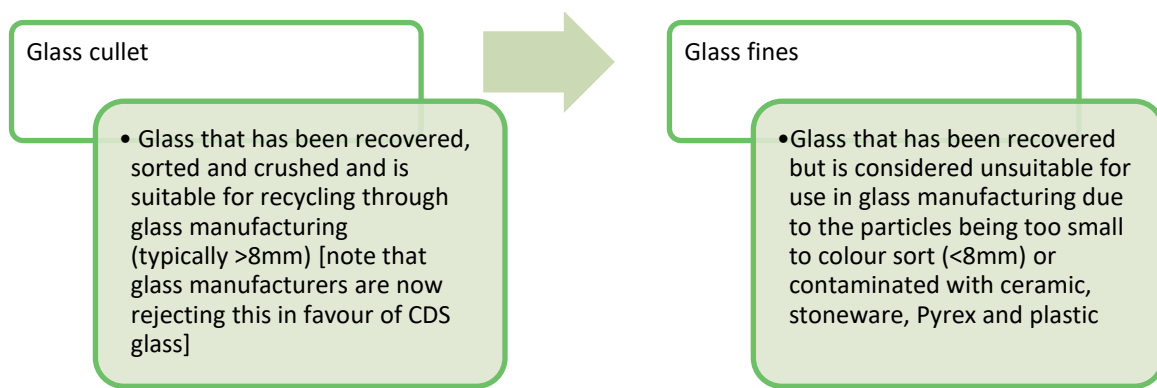 Glass cullet
• Glass that has been recovered,
sorted and crushed and is
suitable for recycling through
glass manufacturing
(typically >8mm) [note that
glass manufacturers are now
rejecting this in favour of CDS
glass]
Glass fines
•Glass that has been recovered
but is considered unsuitable for
use in glass manufacturing due
to the particles being too small
to colour sort (<8mm) or
contaminated with ceramic,
stoneware, Pyrex and plastic